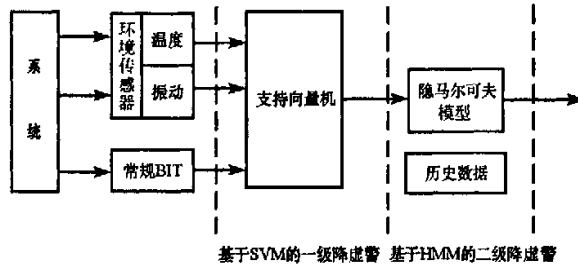 系统
环境传感器
温度
振动
常规BIT
支持向量机
隐马尔可夫
模型
历史数据
基于SVM的一级降虚警
基于HMM的二级降虚警